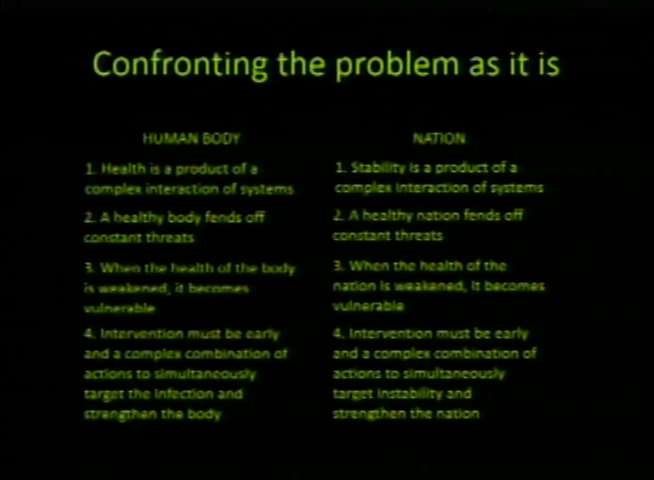 Confronting the problem as it is
HUMAN BODY
1. Health is a product of a
complex interaction of systems
2. A healthy body fends off
constant threats
3. When the health of the body
is weakened, it becomes
vulnerable
4. Intervention must be early
and a complex combination of
actions to simultaneously
target the infection and
strengthen the body
NATION
1. Stability is a product of a
complex interaction of systems
2. A healthy nation fends off
constant threats
3. When the health of the
nation is weakened, it becomes
vulnerable
4. Intervention must be early
and a complex combination of
actions to simultaneously
target instability and
strengthen the nation